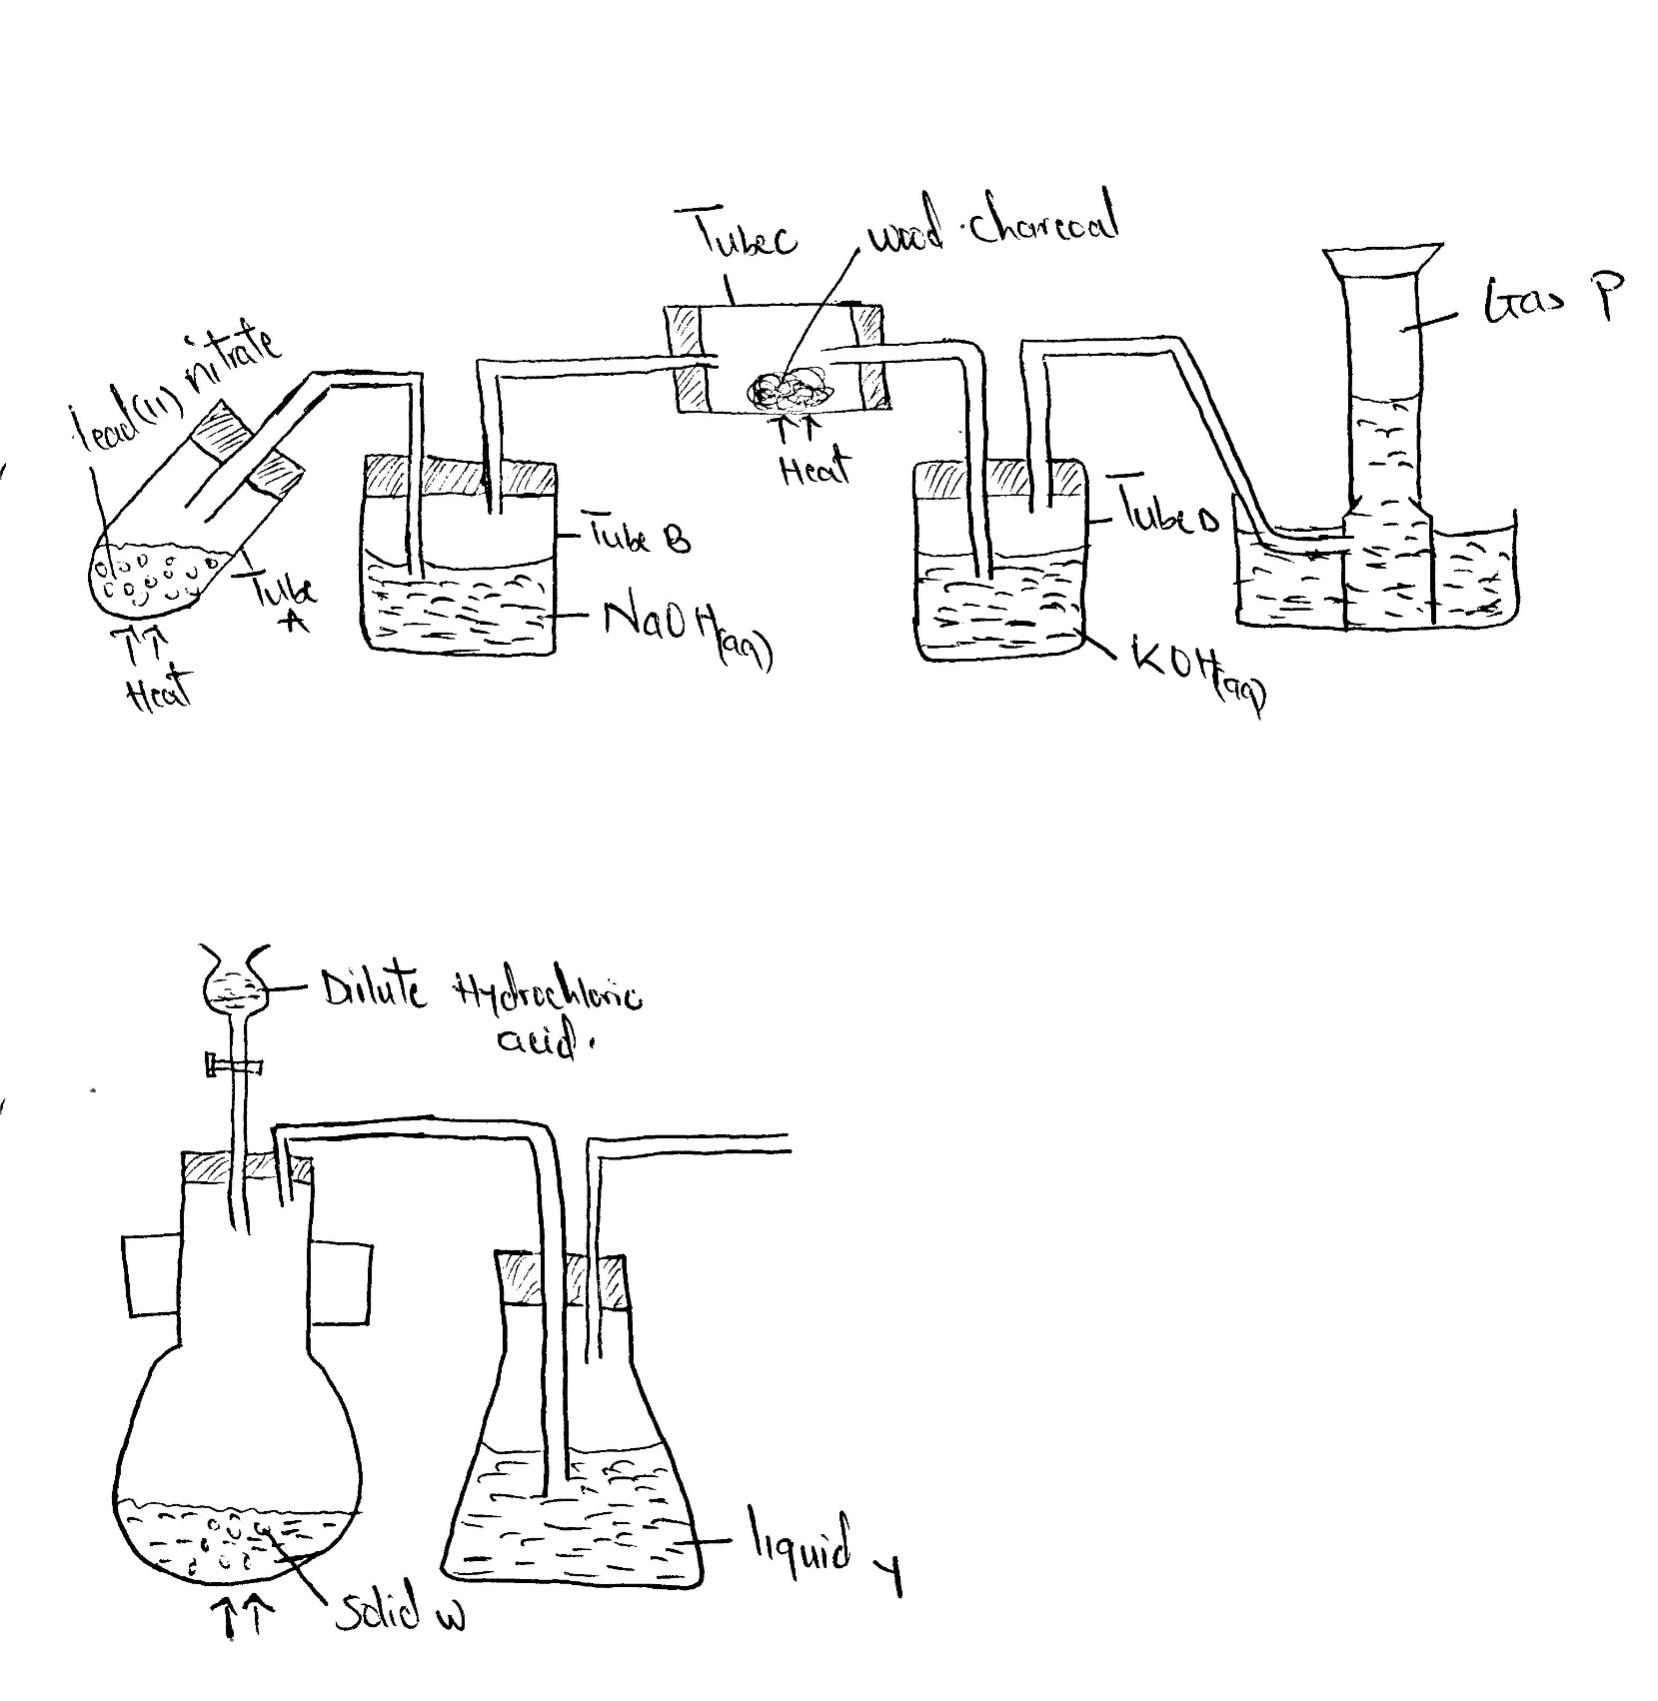 Tube C
wood charcoal
Gas P
lead(II) nitrate
Heat
Tube B
Tube D
Tube
A
NaOH(aq)
KOH(aq)
Heat
Dilute Hydrochloric
acid.
liquid y
Solid w